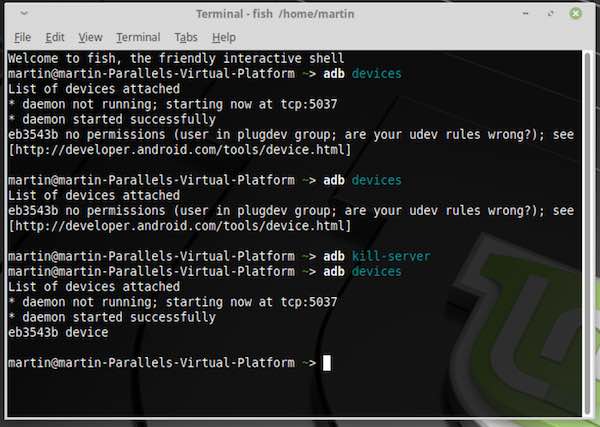 Terminal - fish /home/martin
File Edit View Terminal Tabs Help
Welcome to fish, the friendly interactive shell
martin@martin-Parallels-Virtual-Platform ~> adb devices
List of devices attached
* daemon not running; starting now at tcp:5037
* daemon started successfully
eb3543b no permissions (user in plugdev group; are your udev rules wrong?); see
[http://developer.android.com/tools/device.html]
martin@martin-Parallels-Virtual-Platform ~> adb devices
List of devices attached
eb3543b no permissions (user in plugdev group; are your udev rules wrong?); see
[http://developer.android.com/tools/device.html]
martin@martin-Parallels-Virtual-Platform ~> adb kill-server
martin@martin-Parallels-Virtual-Platform ~> adb devices
List of devices attached
* daemon not running; starting now at tcp:5037
* daemon started successfully
eb3543b device
martin@martin-Parallels-Virtual-Platform ~>